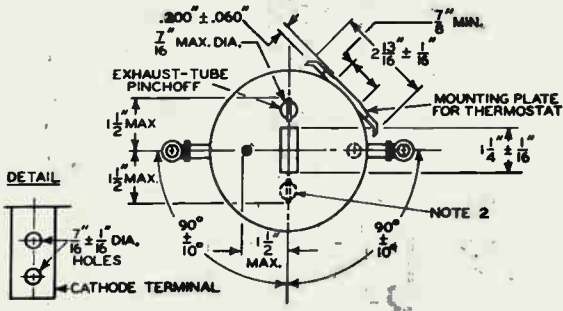 .200" ± .060"
7/16" MAX. DIA.
7/8" MIN.
2 13/16" ± 1/16"
EXHAUST-TUBE
PINCHOFF
MOUNTING PLATE
FOR THERMOSTAT
1 1/2" MAX
1 1/4" ± 1/16"
1 1/2" MAX.
DETAIL
NOTE 2
90°
±
10°
1 1/2"
MAX.
90°
±
10°
7/16" ± 1/16" DIA.
HOLES
CATHODE TERMINAL